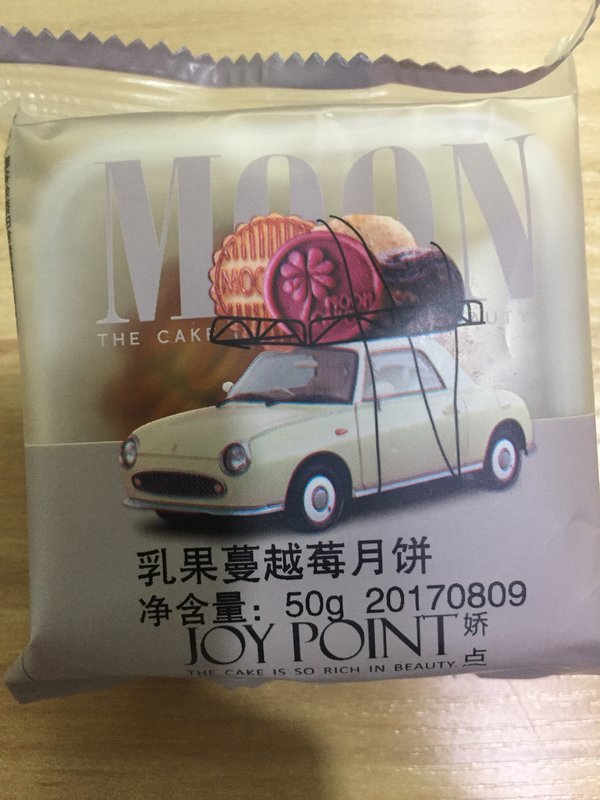 MOON
THE CAKE
MOON
乳果蔓越莓月饼
净含量：50g 20170809
JOY POINT 娇点
THE CAKE IS SO RICH IN BEAUTY.